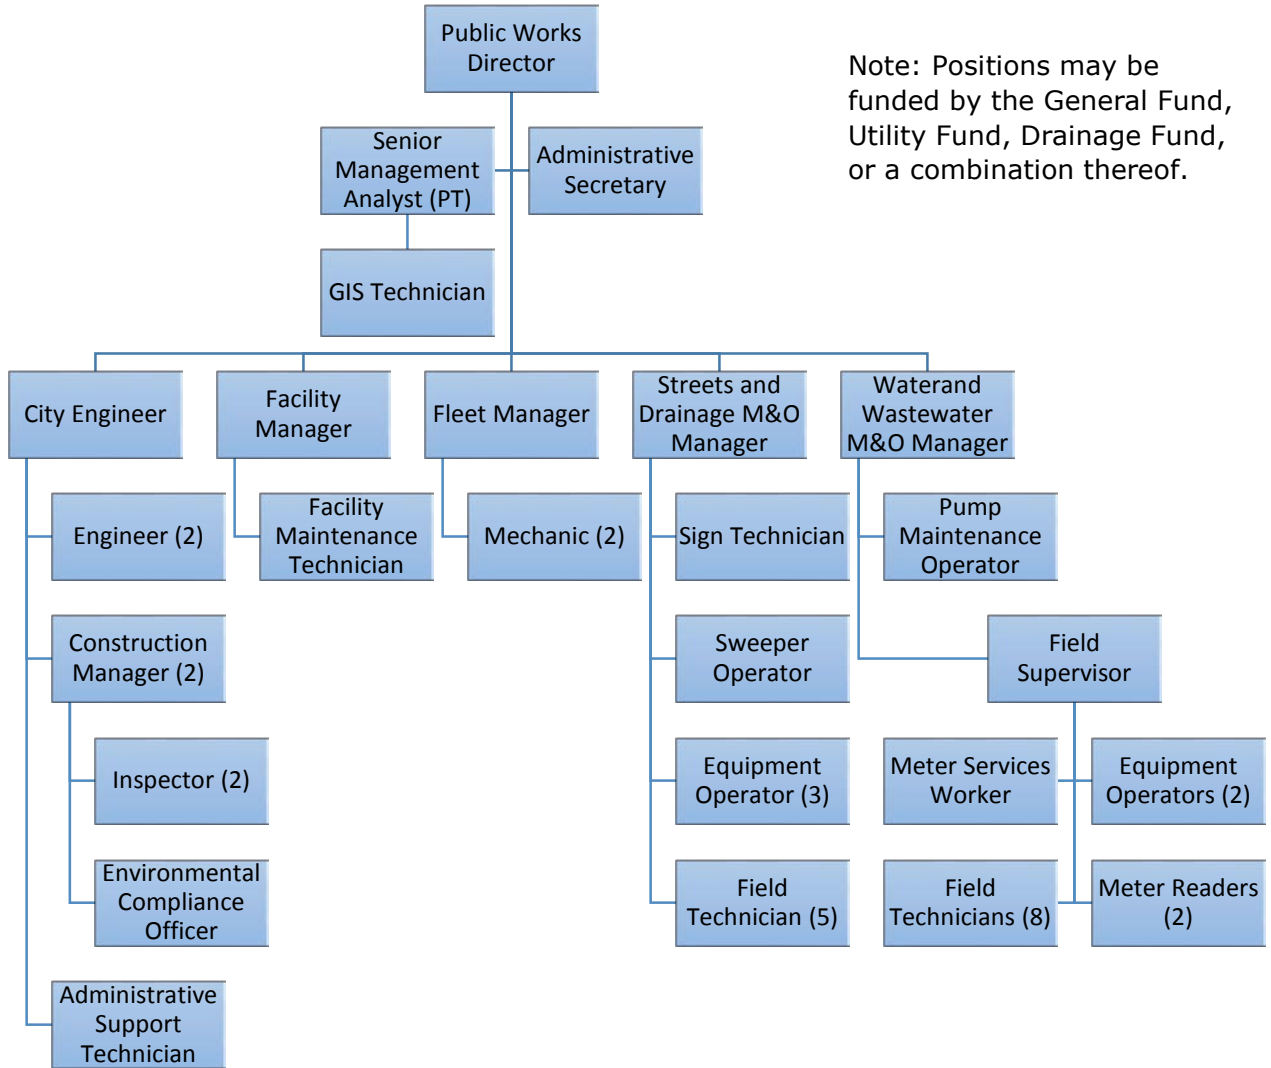 Public Works
Director
Note: Positions may be
funded by the General Fund,
Utility Fund, Drainage Fund,
or a combination thereof.
Senior
Management
Analyst (PT)
Administrative
Secretary
GIS Technician
City Engineer
Facility
Manager
Fleet Manager
Streets and
Drainage M&O
Manager
Waterand
Wastewater
M&O Manager
Engineer (2)
Facility
Maintenance
Technician
Mechanic (2)
Sign Technician
Pump
Maintenance
Operator
Construction
Manager (2)
Sweeper
Operator
Field
Supervisor
Inspector (2)
Equipment
Operator (3)
Meter Services
Worker
Equipment
Operators (2)
Environmental
Compliance
Officer
Field
Technician (5)
Field
Technicians (8)
Meter Readers
(2)
Administrative
Support
Technician